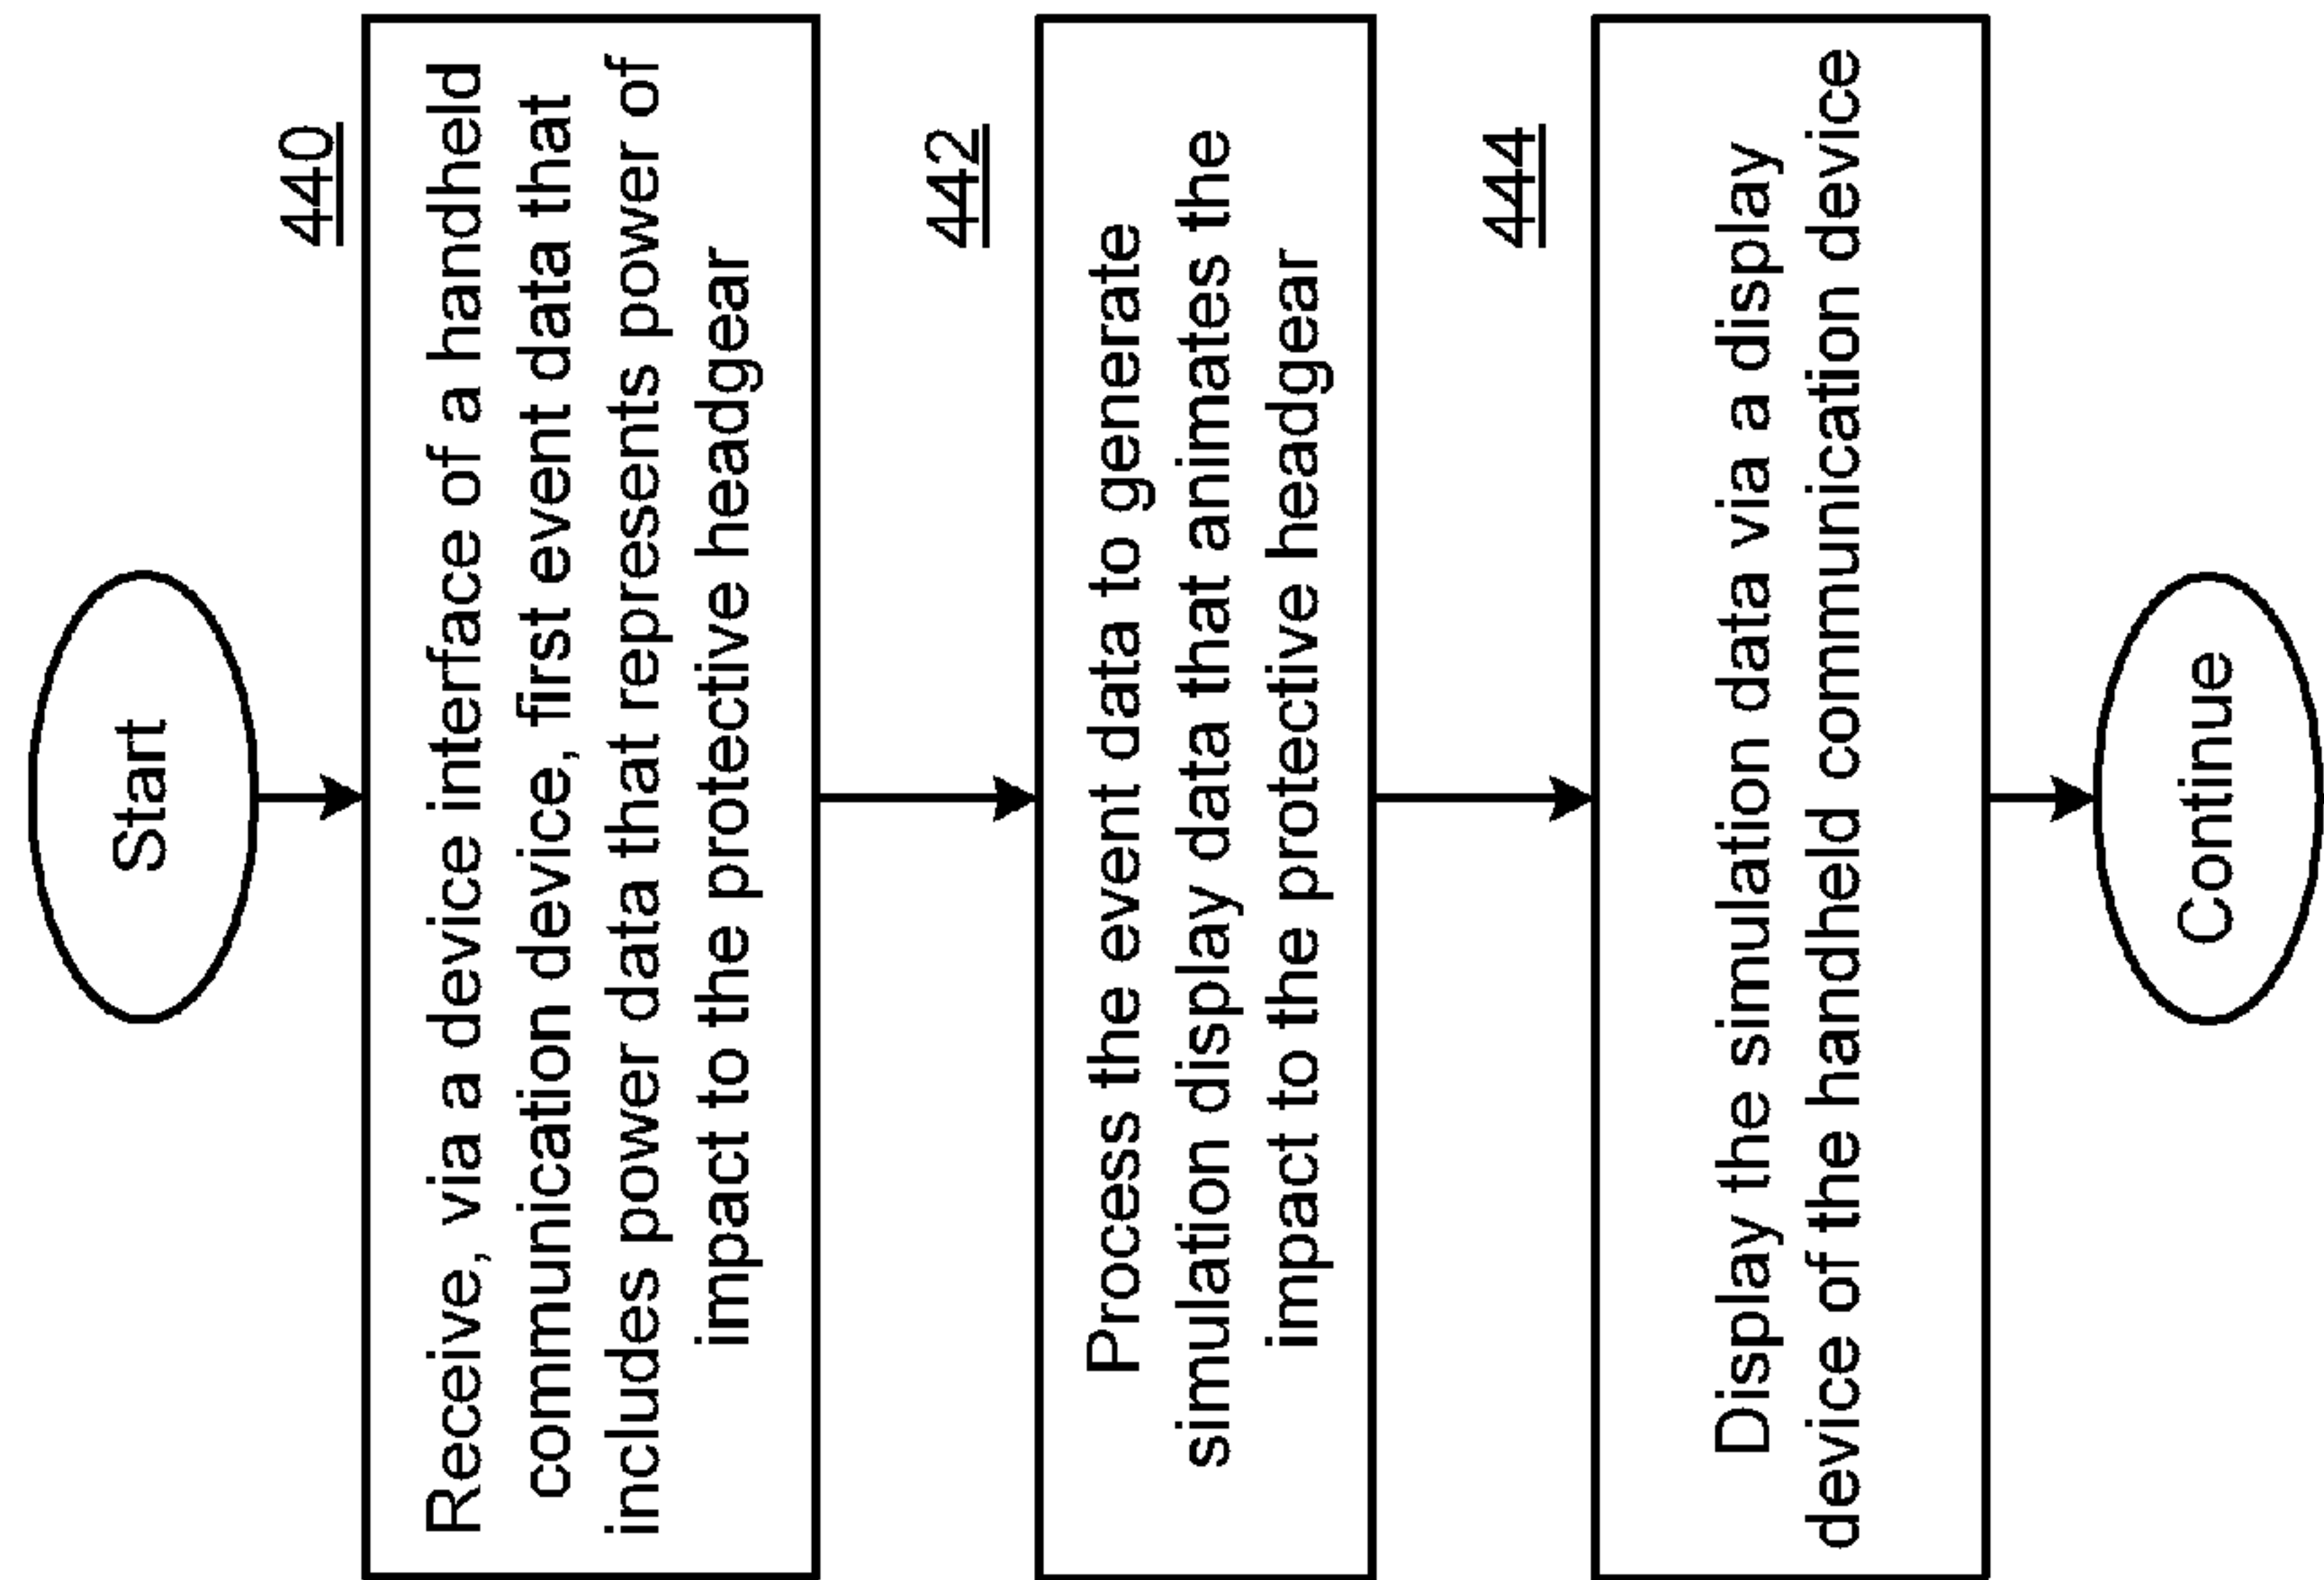 Start
440
Receive, via a device interface of a handheld
communication device, first event data that
includes power data that represents power of
impact to the protective headgear
442
Process the event data to generate
simulation display data that animates the
impact to the protective headgear
444
Display the simulation data via a display
device of the handheld communication device
Continue